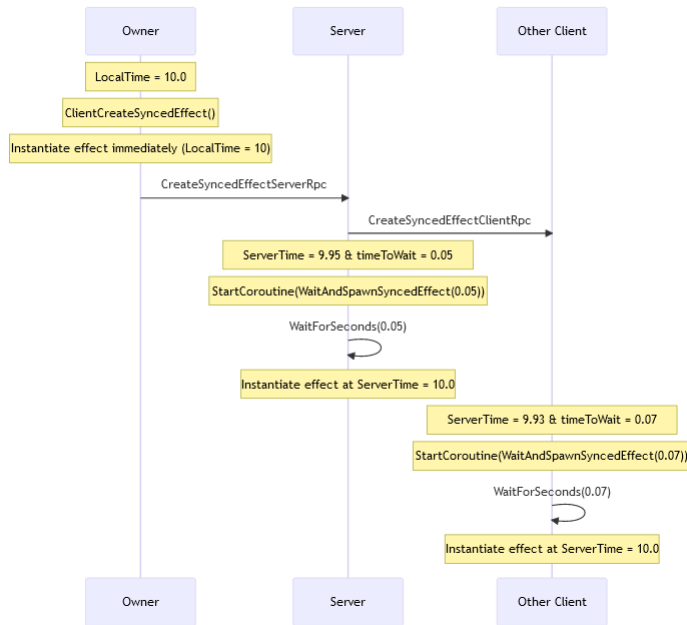 Owner
Server
Other Client
LocalTime = 10.0
ClientCreateSyncedEffect()
Instantiate effect immediately (LocalTime = 10)
CreateSyncedEffectServerRpc
CreateSyncedEffectClientRpc
ServerTime = 9.95 & timeToWait = 0.05
StartCoroutine(WaitAndSpawnSyncedEffect(0.05))
WaitForSeconds(0.05)
Instantiate effect at ServerTime = 10.0
ServerTime = 9.93 & timeToWait = 0.07
StartCoroutine(WaitAndSpawnSyncedEffect(0.07))
WaitForSeconds(0.07)
Instantiate effect at ServerTime = 10.0
Owner
Server
Other Client